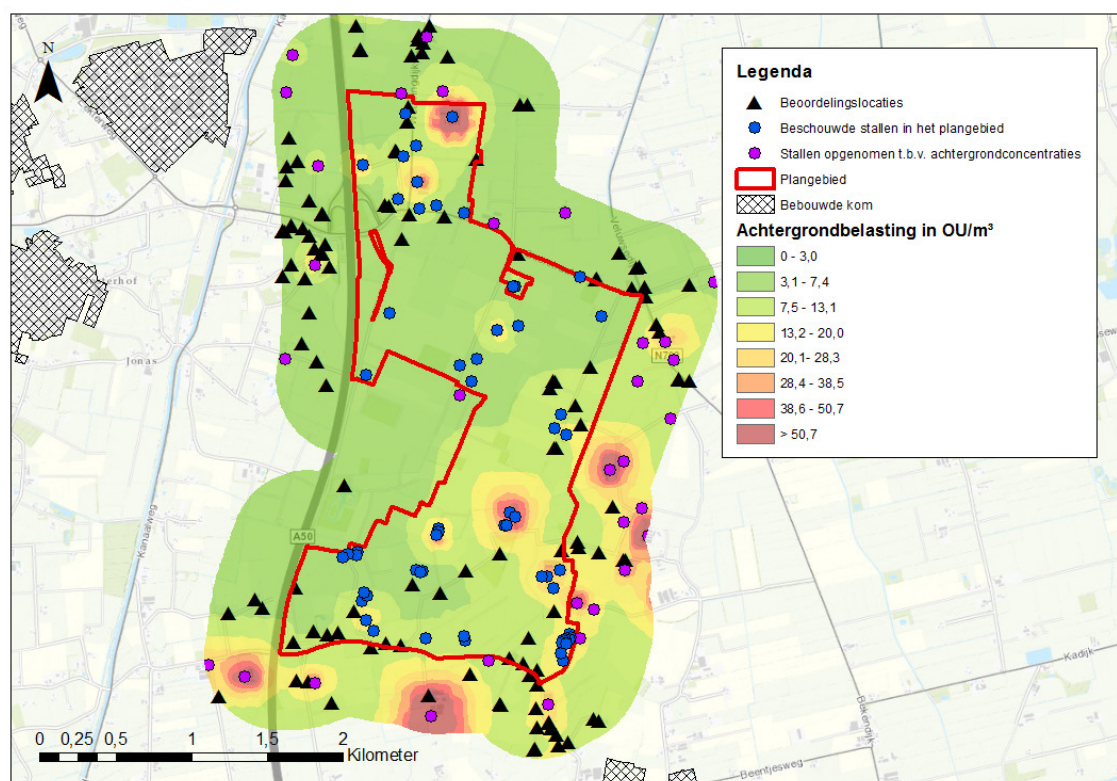 N
Legenda
Beoordelingslocaties
Beschouwde stallen in het plangebied
Stallen opgenomen t.b.v. achtergrondconcentraties
Plangebied
Bebouwde kom
Achtergrondbelasting in OU/m³
0 - 3,0
3,1 - 7,4
7,5 - 13,1
13,2 - 20,0
20,1- 28,3
28,4 - 38,5
38,6 - 50,7
> 50,7
Jonas
A50
Kanaalweg
Kadijk
Bekendijk
Beentjesweg
0 0,25 0,5 1 1,5 2
Kilometer